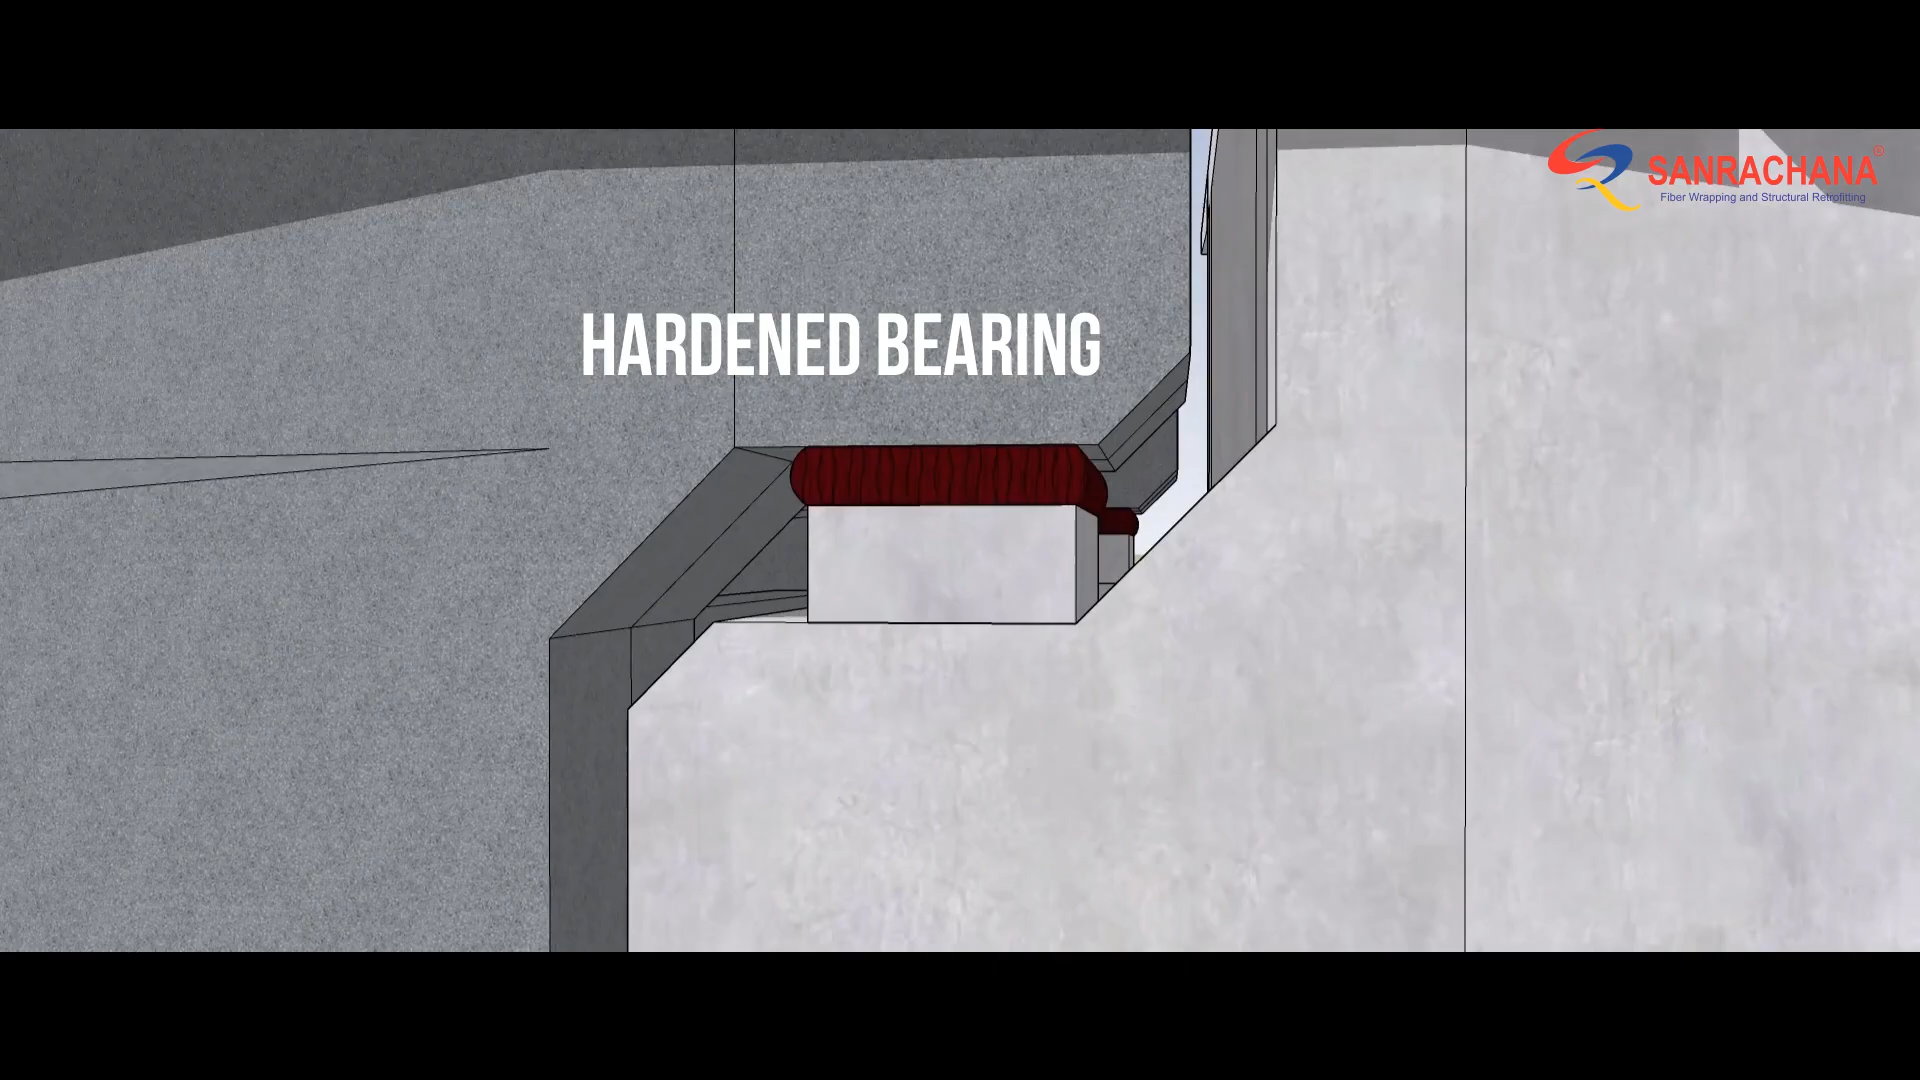 SANRACHANA®
Fiber Wrapping and Structural Retrofitting
HARDENED BEARING